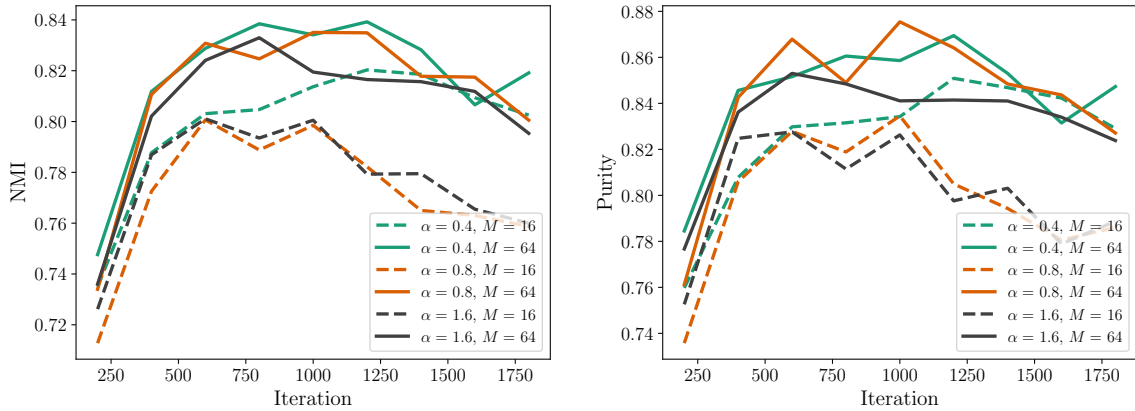 0.84
0.82
0.80
0.78
0.76
0.74
0.72
NMI
α = 0.4, M = 16
α = 0.4, M = 64
α = 0.8, M = 16
α = 0.8, M = 64
α = 1.6, M = 16
α = 1.6, M = 64
250 500 750 1000 1250 1500 1750
Iteration
0.88
0.86
0.84
0.82
0.80
0.78
0.76
0.74
Purity
α = 0.4, M = 16
α = 0.4, M = 64
α = 0.8, M = 16
α = 0.8, M = 64
α = 1.6, M = 16
α = 1.6, M = 64
250 500 750 1000 1250 1500 1750
Iteration